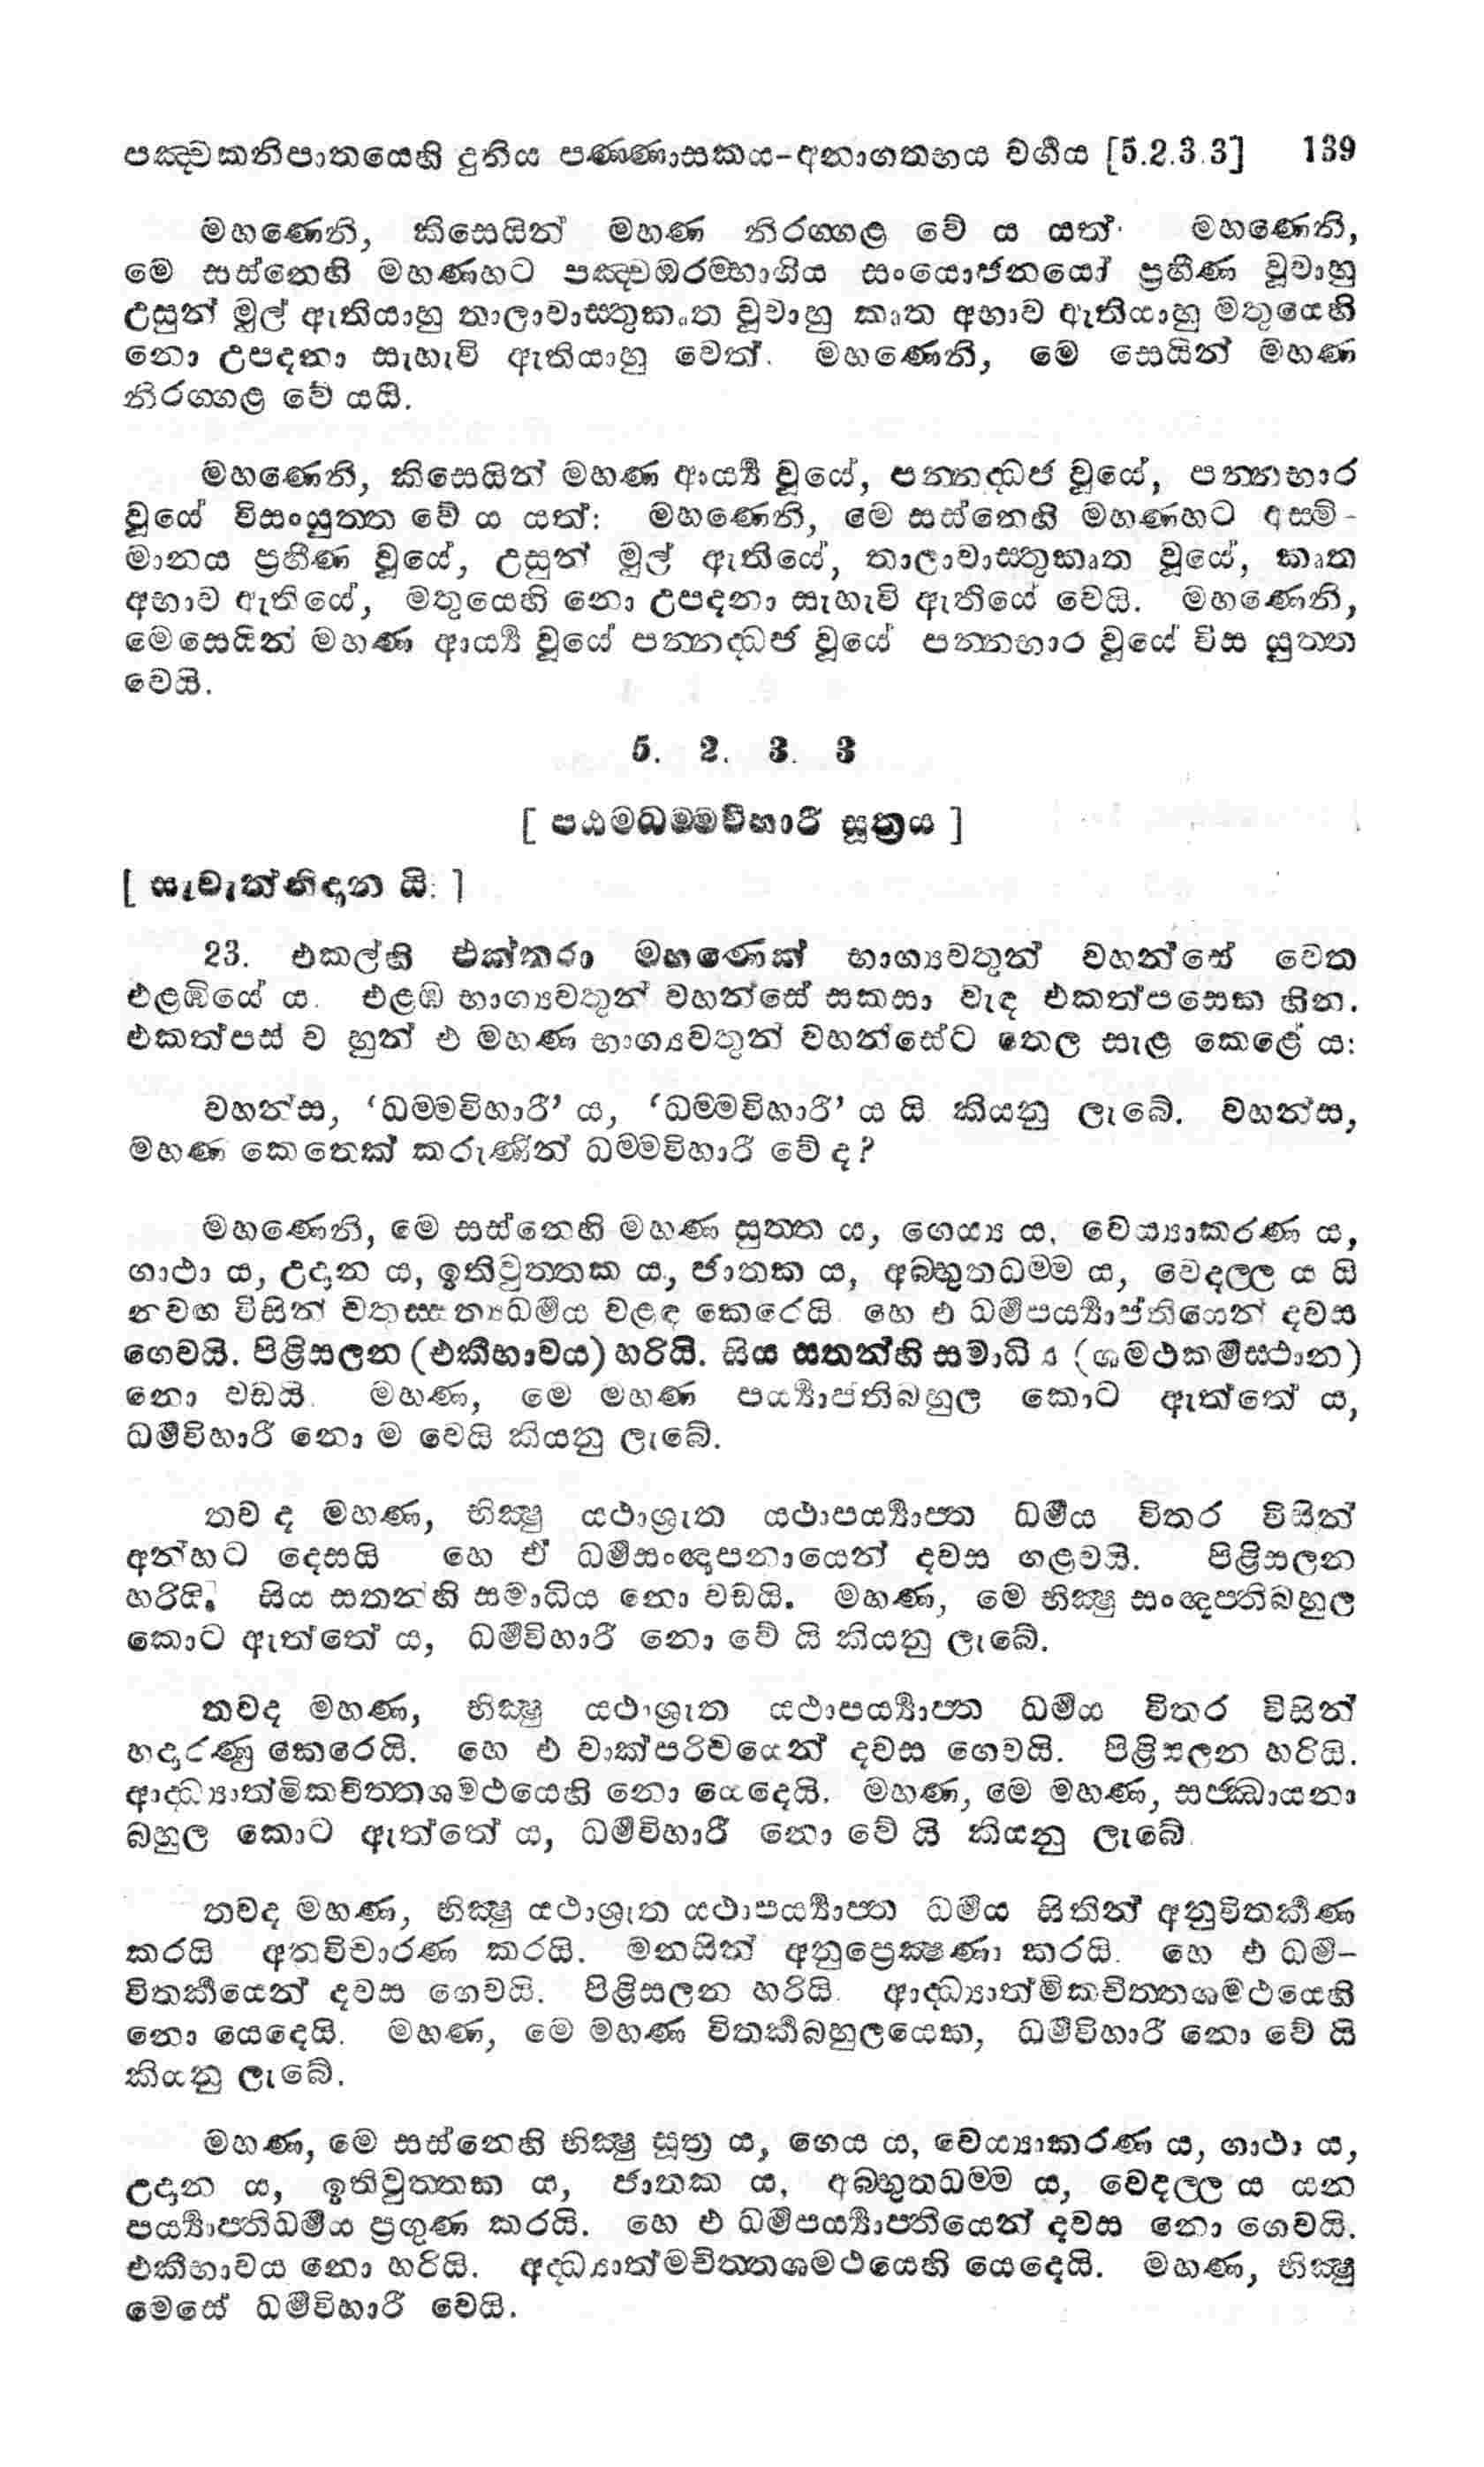 පඤ්චකනිපාතයෙහි දුතිය පණ්ණාසකය-අනාගතභය වර්ගය [5.2.3.3] 139
මහණෙනි, කිසෙයින් මහණ නිරග්ගළ වේ ය යත්· මහණෙනි,
මේ සස්නෙහි මහණහට පඤ්චඔරම්භාගිය සංයොජනයෝ ප්‍රහීණ වූවාහු
උසුන් මුල් ඇතියාහු තාලාවාස්තුකෘත වූවාහු කෘත අභාව ඇතියාහු මතුයෙහි
නො උපදනා සැහැවි ඇතියාහු වෙත්. මහණෙනි, මෙ සෙයින් මහණ
නිරග්ගළ වේ යයි.
මහණෙනි, කිසෙයින් මහණ ආර්‍ය්‍ය වූයේ, පන්නද්ධජ වූයේ, පන්නභාර
වූයේ විසංයුත්ත වේ ය යත්: මහණෙනි, මෙ සස්නෙහි මහණහට අස්මි-
මානය ප්‍රහීණ වූයේ, උසුන් මුල් ඇතියේ, තාලාවාස්තුකෘත වූයේ, කෘත
අභාව ඇතියේ, මතුයෙහි නො උපදනා සැහැවි ඇතියේ වෙයි. මහණෙනි,
මෙසෙයින් මහණ ආර්‍ය්‍ය වූයේ පන්නද්ධජ වූයේ පන්නභාර වූයේ විස යුත්ත
වෙයි.
5. 2. 3. 3
[ පඨමධම්මවිහාරී සූත්‍රය ]
[ සැවැත්නිදාන යි: ]
23. එකල්හි එක්තරා මහණෙක් භාග්‍යවතුන් වහන්සේ වෙත
එළඹියේ ය. එළඹ භාග්‍යවතුන් වහන්සේ සකසා වැඳ එකත්පසෙක හින.
එකත්පස් ව හුන් එ මහණ භාග්‍යවතුන් වහන්සේට තෙල සැළ කෙළේ ය:
වහන්ස, ‘ධම්මවිහාරී’ ය, ‘ධම්මවිහාරී’ ය යි කියනු ලැබේ. වහන්ස,
මහණ කෙතෙක් කරුණින් ධම්මවිහාරී වේ ද?
මහණෙනි, මෙ සස්නෙහි මහණ සුත්ත ය, ගෙය්‍ය ය, වෙය්‍යාකරණ ය,
ගාථා ය, උදාන ය, ඉතිවුත්තක ය, ජාතක ය, අබ්භුතධම්ම ය, වෙදල්ල ය යි
නවඟ විසින් චතුස්සත්‍යධර්මය වළඳ කෙරෙයි. හෙ එ ධර්මපර්‍ය්‍යාප්තියෙන් දවස
ගෙවයි. පිළිසලන (එකීභාවය) හරියි. සිය සතන්හි සමාධි (ශමථකර්මස්ථාන)
නො වඩයි. මහණ, මෙ මහණ පර්‍ය්‍යාප්තිබහුල කොට ඇත්තේ ය,
ධර්මවිහාරී නො ම වෙයි කියනු ලැබේ.
තව ද මහණ, භික්‍ෂු යථාශ්‍රුත යථාපර්‍ය්‍යාප්ත ධර්මය විතර විසින්
අන්හට දෙසයි හෙ ඒ ධර්මසංඥාපනායෙන් දවස ගළවයි. පිළිසලන
හරියි. සිය සතන්හි සමාධිය නො වඩයි. මහණ, මෙ භික්‍ෂු සංඥප්තිබහුල
කොට ඇත්තේ ය, ධර්මවිහාරී නො වේ යි කියනු ලැබේ.
තවද මහණ, භික්‍ෂු යථාශ්‍රුත යථාපර්‍ය්‍යාප්ත ධර්මය විතර විසින්
හදාරණු කෙරෙයි. හෙ එ වාක්පරිචයෙන් දවස ගෙවයි. පිළිසලන හරියි.
ආද්ධ්‍යාත්මිකචිත්තශමථයෙහි නො යෙදෙයි. මහණ, මෙ මහණ, සජ්ඣායනා
බහුල කොට ඇත්තේ ය, ධර්මවිහාරී නො වේ යි කියනු ලැබේ.
තවද මහණ, භික්‍ෂු යථාශ්‍රුත යථාපර්‍ය්‍යාප්ත ධර්මය සිතින් අනුවිතර්කණ
කරයි අනුවිචාරණ කරයි. මනයින් අනුප්‍රෙක්‍ෂණා කරයි. හෙ එ ධර්ම-
විතර්කයෙන් දවස ගෙවයි. පිළිසලන හරියි. ආද්ධ්‍යාත්මිකචිත්තශමථයෙහි
නො යෙදෙයි. මහණ, මෙ මහණ විතර්කබහුලයෙක, ධර්මවිහාරී නො වේ යි
කියනු ලැබේ.
මහණ, මෙ සස්නෙහි භික්‍ෂු සූත්‍ර ය, ගෙය ය, වෙය්‍යාකරණ ය, ගාථා ය,
උදාන ය, ඉතිවුත්තක ය, ජාතක ය, අබ්භුතධම්ම ය, වෙදල්ල ය යන
පර්‍ය්‍යාප්තිධර්මය ප්‍රගුණ කරයි. හෙ එ ධර්මපර්‍ය්‍යාප්තියෙන් දවස නො ගෙවයි.
එකීභාවය නො හරියි. අද්ධ්‍යාත්මචිත්තශමථයෙහි යෙදෙයි. මහණ, භික්‍ෂු
මෙසේ ධර්මවිහාරී වෙයි.